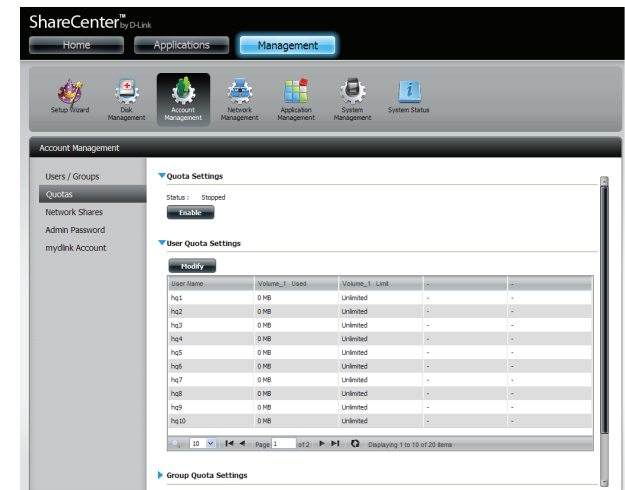 ShareCenter™ by D-Link
Home Applications Management
Setup Wizard Disk Management Account Management Network Management Application Management System Management System Status
Account Management
Users / Groups
Quotas
Network Shares
Admin Password
mydlink Account
Quota Settings
Status : Stopped
Enable
User Quota Settings
Modify
User Name Volume_1 Used Volume_1 Limit - -
hq1 0 MB Unlimited - -
hq2 0 MB Unlimited - -
hq3 0 MB Unlimited - -
hq4 0 MB Unlimited - -
hq5 0 MB Unlimited - -
hq6 0 MB Unlimited - -
hq7 0 MB Unlimited - -
hq8 0 MB Unlimited - -
hq9 0 MB Unlimited - -
hq10 0 MB Unlimited - -
10 Page 1 of 2 Displaying 1 to 10 of 20 items
Group Quota Settings